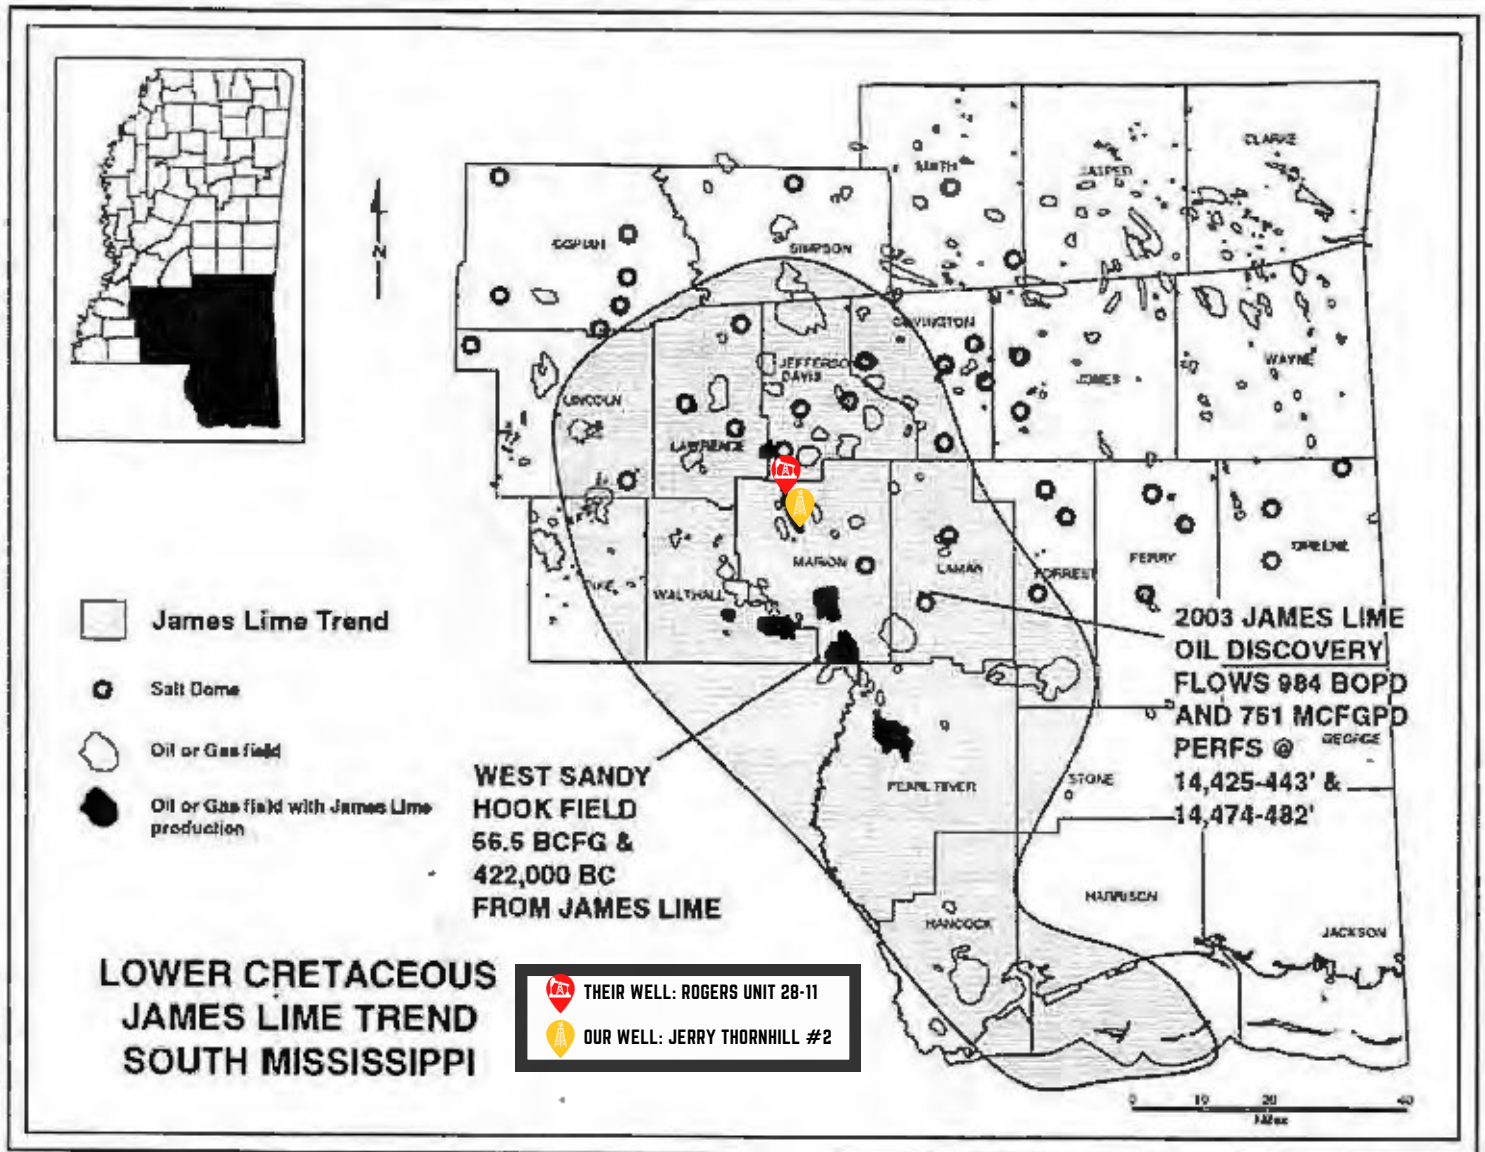 CLARKE
SMITH
JASPER
COPIAH
SIMPSON
N
COVINGTON
JEFFERSO
DAVIS
WAYNE
JONES
LINCOLN
LAWRENCE
MARION
LAMAR
FORREST
PERRY
GREENE
PIKE
WALTHALL
James Lime Trend
Salt Dome
Oil or Gas field
Oil or Gas field with James Lime
production
2003 JAMES LIME
OIL DISCOVERY
FLOWS 984 BOPD
AND 751 MCFGPD
PERFS @
14,425-443' &
14,474-482'
GEORGE
STONE
PEARL RIVER
WEST SANDY
HOOK FIELD
56.5 BCFG &
422,000 BC
FROM JAMES LIME
HARRISON
HANCOCK
JACKSON
LOWER CRETACEOUS
JAMES LIME TREND
SOUTH MISSISSIPPI
THEIR WELL: ROGERS UNIT 28-11
OUR WELL: JERRY THORNHILL #2
0 10 20 40
Miles